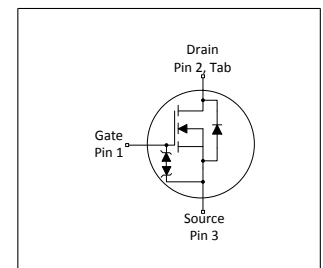 Drain
Pin 2, Tab
Gate
Pin 1
Source
Pin 3